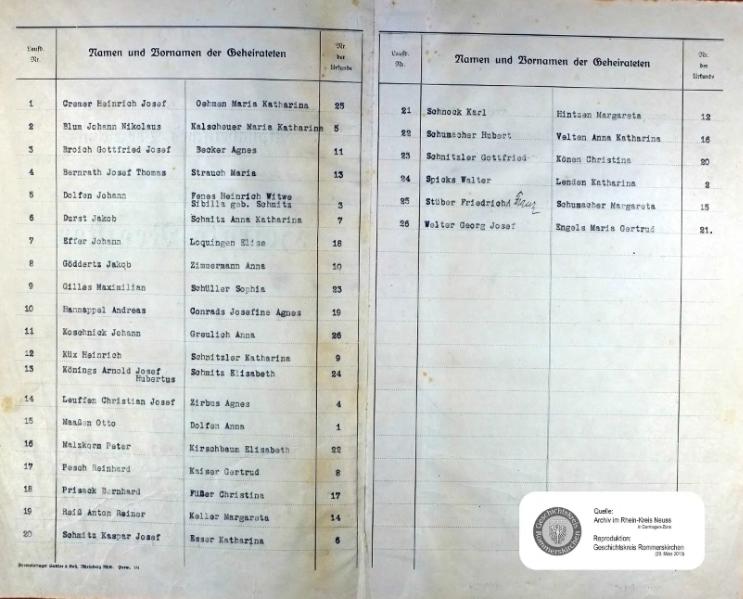 Laufd. Nr.
Namen und Vornamen der Geheirateten
Nr. der Urkunde
1 Cremer Heinrich Josef Oehmen Maria Katharina 25
2 Blum Johann Nikolaus Kalscheuer Maria Katharina 5
3 Broich Gottfried Josef Becker Agnes 11
4 Bernrath Josef Thomas Strauch Maria 13
5 Dolfen Johann Fenes Heinrich Witwe
Sibilla geb. Schmitz 3
6 Durst Jakob Schmitz Anna Katharina 7
7 Effer Johann Loquingen Elise 18
8 Göddertz Jakob Zimmermann Anna 10
9 Gilles Maximilian Schüller Sophia 23
10 Hannappel Andreas Conrads Josefine Agnes 19
11 Koschnick Johann Greulich Anna 26
12 Küx Heinrich Schnitzler Katharina 9
13 Könings Arnold Josef Schmitz Elisabeth 24
Hubertus
14 Leuffen Christian Josef Zirbus Agnes 4
15 Maaßen Otto Dolfen Anna 1
16 Malzkorn Peter Kirschbaum Elisabeth 22
17 Pesch Reinhard Kaiser Gertrud 8
18 Prisack Bernhard Füßer Christina 17
19 Reiß Anton Reiner Keller Margareta 14
20 Schmitz Kaspar Josef Esser Katharina 6
Laufd. Nr.
Namen und Vornamen der Geheirateten
Nr. der Urkunde
21 Schnock Karl Hintzen Margareta 12
22 Schumacher Hubert Velten Anna Katharina 16
23 Schnitzler Gottfried Könen Christina 20
24 Spicks Walter Lenden Katharina 2
25 Stüber Friedrich Franz Schumacher Margareta 15
26 Welter Georg Josef Engels Maria Gertrud 21.
Geschichtskreis Rommerskirchen
Quelle:
Archiv im Rhein-Kreis Neuss
in Dormagen-Zons
Reproduktion:
Geschichtskreis Rommerskirchen